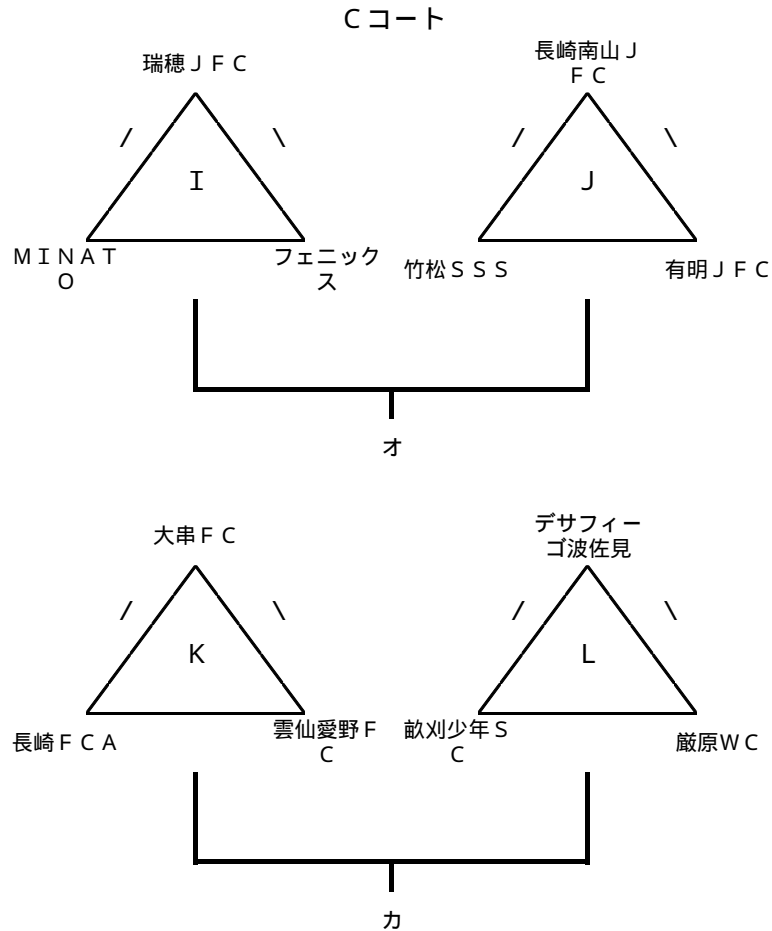 Cコート
瑞穂ＪＦＣ
長崎南山Ｊ
ＦＣ
/
\
/
\
Ｉ
Ｊ
ＭＩＮＡＴ
Ｏ
フェニック
ス
竹松ＳＳＳ
有明ＪＦＣ
オ
大串ＦＣ
デサフィー
ゴ波佐見
/
\
/
\
K
L
長崎ＦＣＡ
雲仙愛野Ｆ
Ｃ
畝刈少年Ｓ
Ｃ
厳原ＷＣ
カ